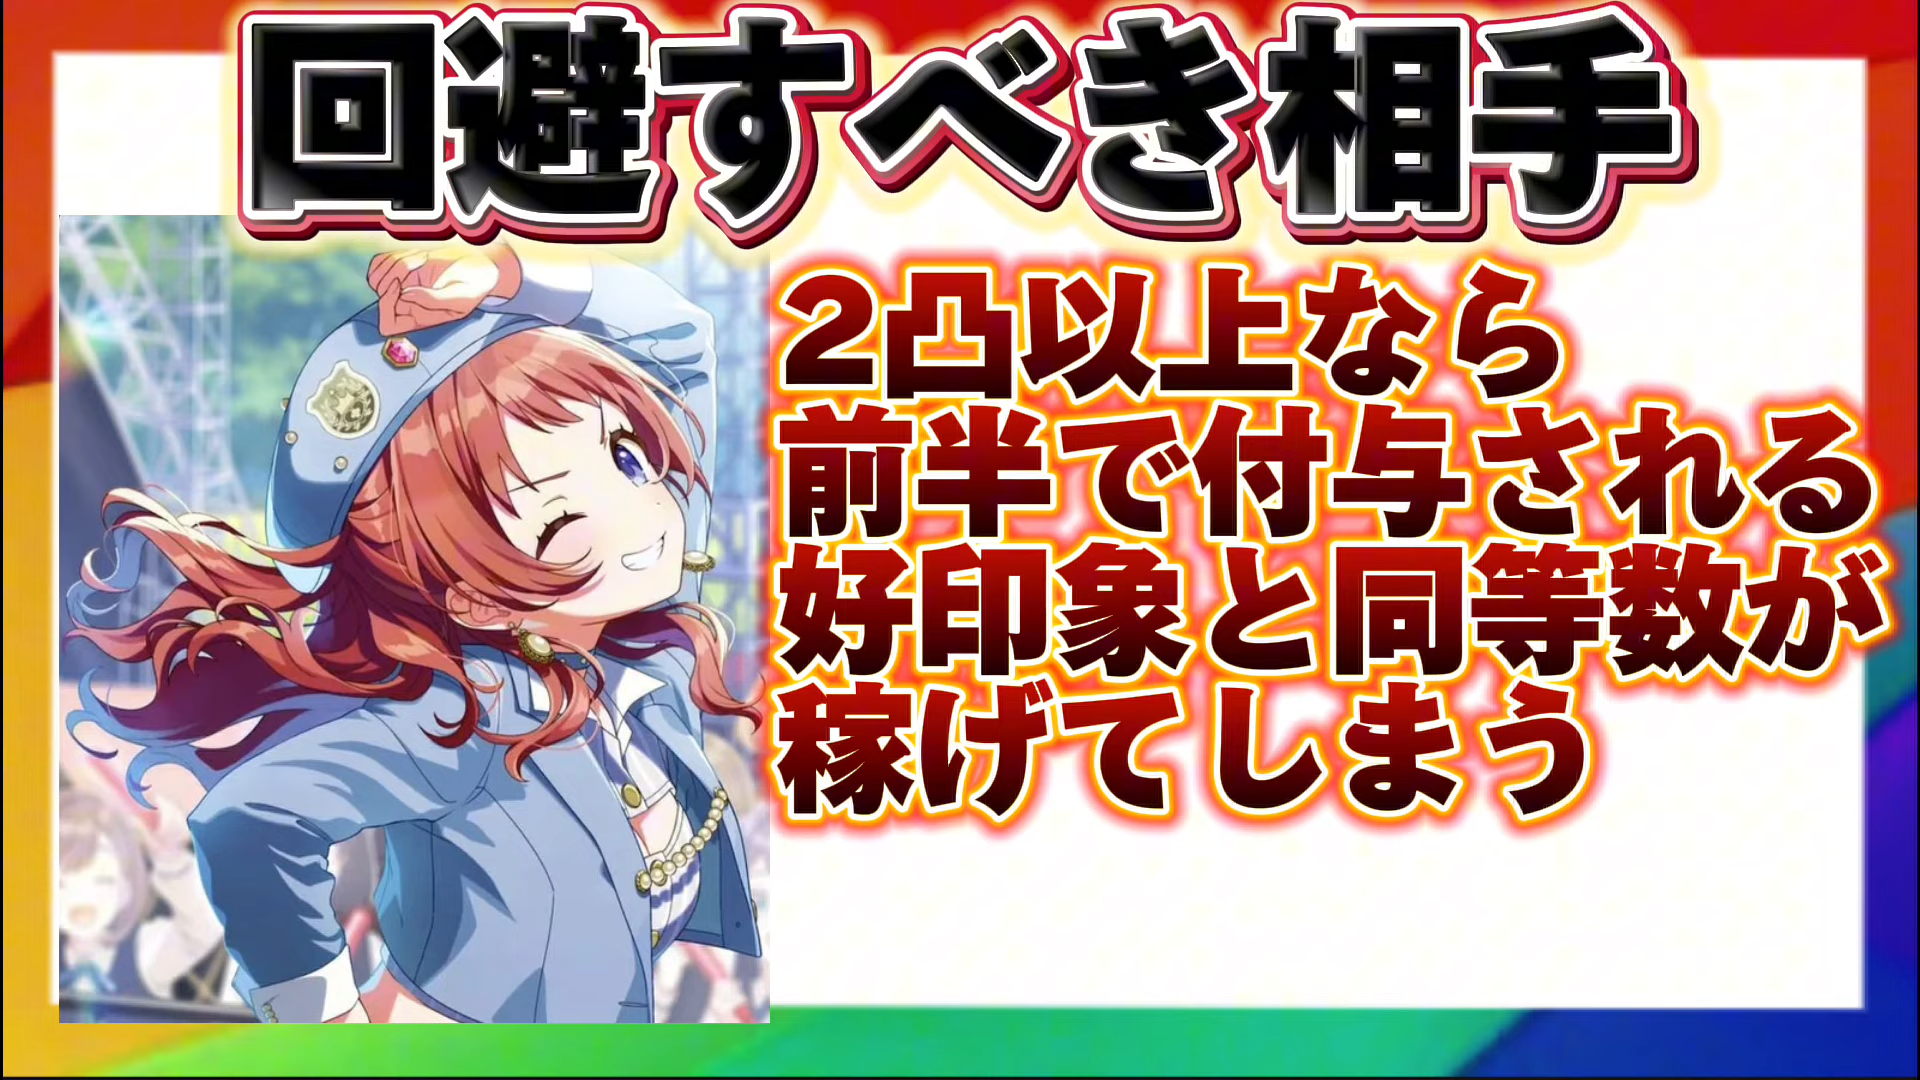 回避すべき相手
2凸以上なら
前半で付与される
好印象と同等数が
稼げてしまう